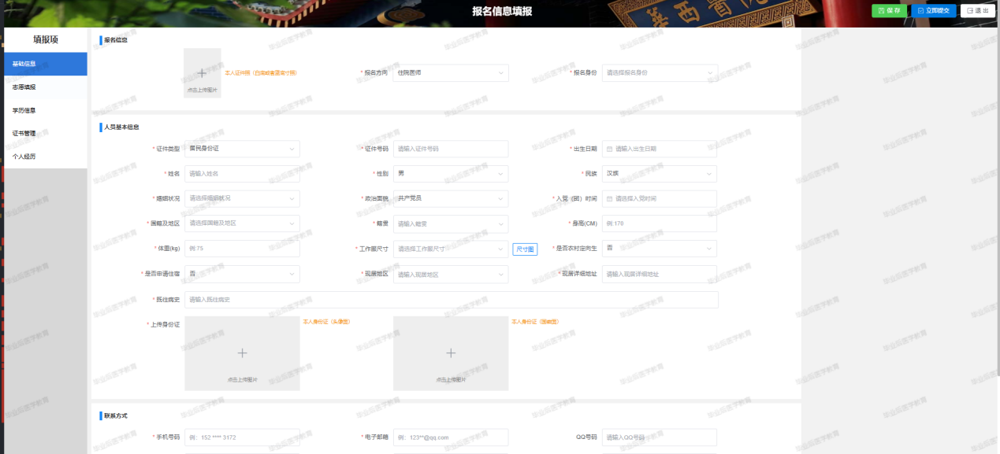 报名信息填报
保存 立即提交 退出
填报项
基础信息
志愿填报
学历信息
证书管理
个人经历
报名信息
点击上传图片
* 报名方向 住院医师 * 报名身份 请选择报名身份
人员基本信息
* 证件类型 居民身份证 * 证件号码 请输入证件号码 * 出生日期 请输入出生日期
* 姓名 请输入姓名 * 性别 男 * 民族 汉族
* 婚姻状况 请选择婚姻状况 * 政治面貌 共产党员 * 入党(团)时间 请选择入党时间
* 国籍及地区 请选择国籍及地区 * 籍贯 请输入籍贯 * 身高(CM) 例:170
* 体重(kg) 例:75 * 工作服尺寸 请选择工作服尺寸 尺寸图 * 是否农村定向生 否
* 是否申请住宿 否 * 现居地区 请输入现居地区 * 现居详细地址 请输入现居详细地址
* 既往病史 请输入既往病史
* 上传身份证 本人身份证(头像面) 本人身份证(国徽面)
点击上传图片 点击上传图片
联系方式
* 手机号码 例: 152 **** 3172 * 电子邮箱 例: 123**@qq.com QQ号码 请输入QQ号码
毕业后医学教育